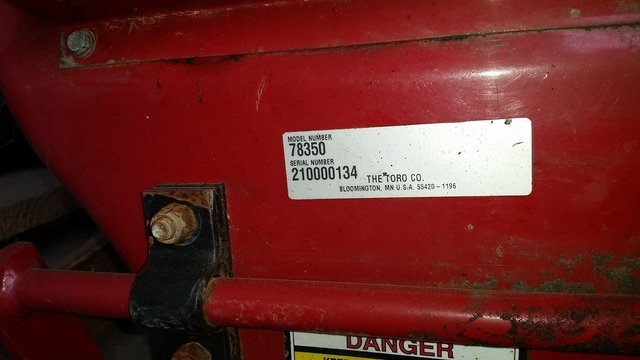 MODEL NUMBER
78350
SERIAL NUMBER
210000134 THE TORO CO.
BLOOMINGTON, MN U.S.A. 55420-1196
DANGER